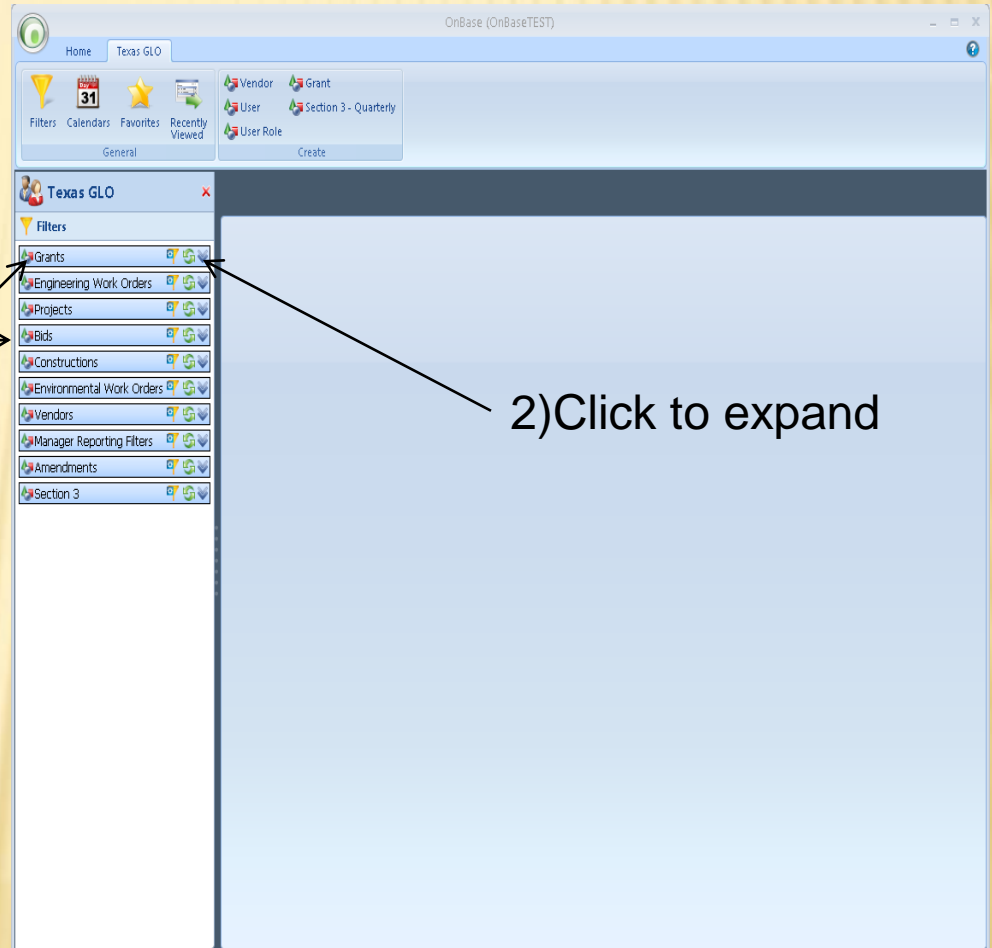 OnBase (OnBaseTEST)
Home Texas GLO
Day
31
Filters Calendars Favorites Recently Viewed
General
Vendor Grant
User Section 3 - Quarterly
User Role
Create
Texas GLO
Filters
Grants
Engineering Work Orders
Projects
Bids
Constructions
Environmental Work Orders
Vendors
Manager Reporting Filters
Amendments
Section 3
2)Click to expand